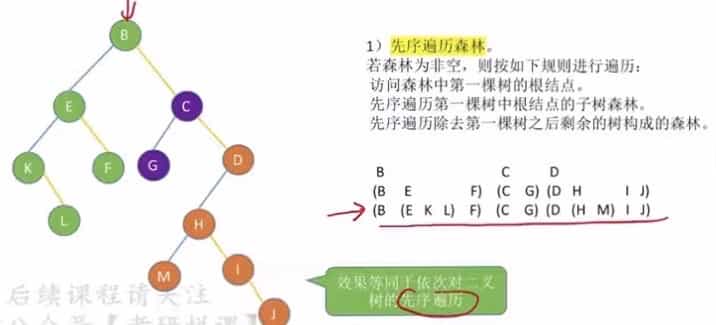 B
1）先序遍历森林。
若森林为非空，则按如下规则进行遍历：
访问森林中第一棵树的根结点。
先序遍历第一棵树中根结点的子树森林。
先序遍历除去第一棵树之后剩余的树构成的森林。
E
C
K
F
G
D
L
H
M
I
J
B C D
(B E F) (C G) (D H I J)
(B (E K L) F) (C G) (D (H M) I J)
效果等同于依次对二叉
树的先序遍历
后续课程请关注